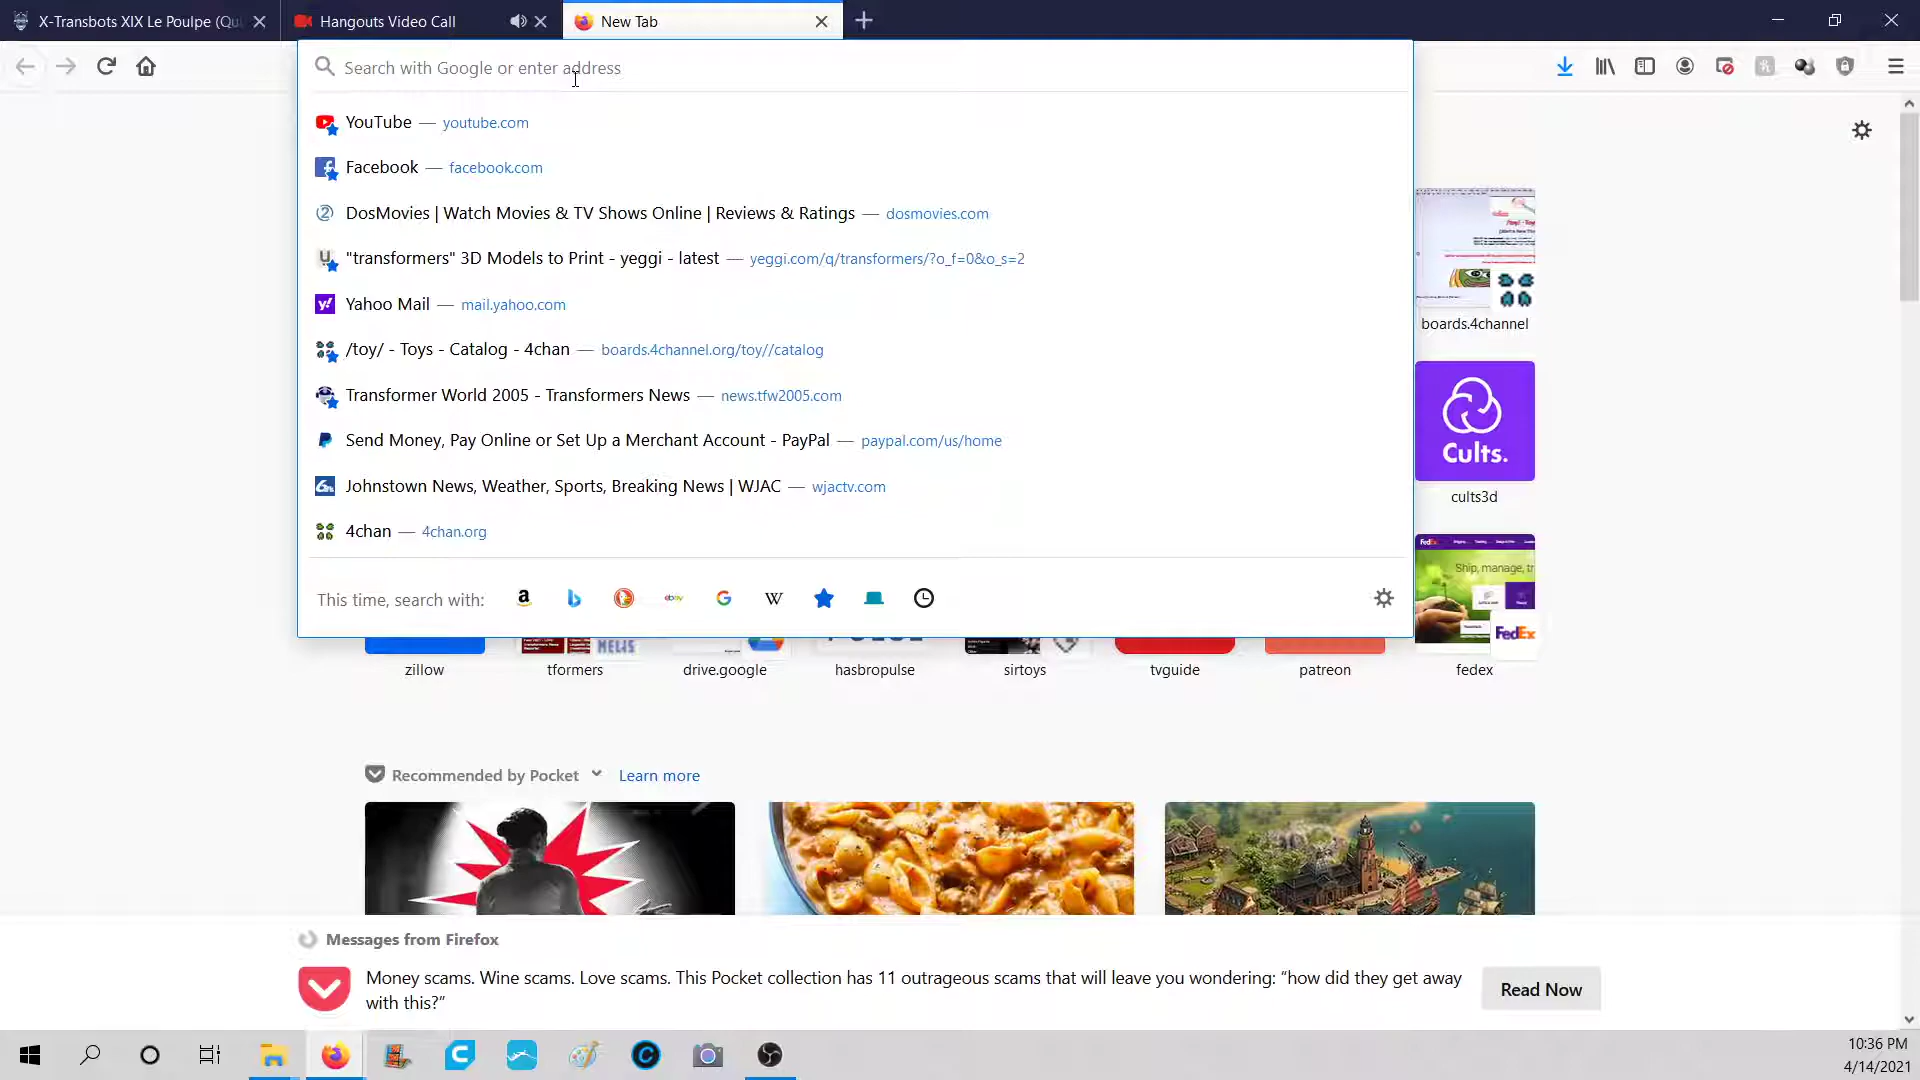 X-Transbots XIX Le Poulpe (Qu
Hangouts Video Call
New Tab
Search with Google or enter address
YouTube — youtube.com
Facebook — facebook.com
DosMovies | Watch Movies & TV Shows Online | Reviews & Ratings — dosmovies.com
"transformers" 3D Models to Print - yeggi - latest — yeggi.com/q/transformers/?o_f=0&o_s=2
Yahoo Mail — mail.yahoo.com
/toy/ - Toys - Catalog - 4chan — boards.4channel.org/toy//catalog
Transformer World 2005 - Transformers News — news.tfw2005.com
Send Money, Pay Online or Set Up a Merchant Account - PayPal — paypal.com/us/home
Johnstown News, Weather, Sports, Breaking News | WJAC — wjactv.com
4chan — 4chan.org
This time, search with:
boards.4channel
Cults.
cults3d
FedEx
Ship, manage, tr
FedEx
MELIS
zillow
tformers
drive.google
hasbropulse
sirtoys
tvguide
patreon
fedex
Recommended by Pocket
Learn more
Messages from Firefox
Money scams. Wine scams. Love scams. This Pocket collection has 11 outrageous scams that will leave you wondering: “how did they get away
with this?”
Read Now
10:36 PM
4/14/2021